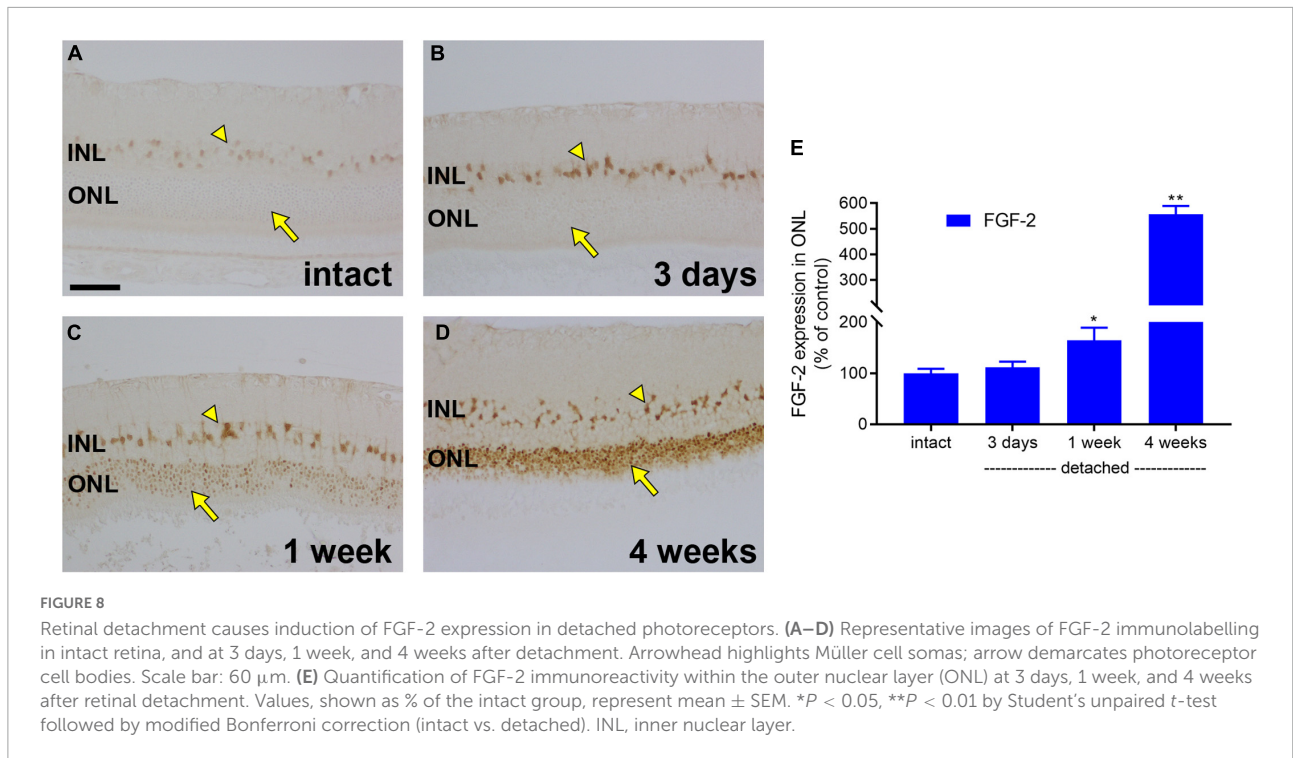 A
INL
ONL
intact
B
INL
ONL
3 days
C
INL
ONL
1 week
D
INL
ONL
4 weeks
E
FGF-2 expression in ONL
(% of control)
600
500
400
300
200
100
0
FGF-2
*
**
intact
3 days
1 week
4 weeks
------------- detached -------------
FIGURE 8
Retinal detachment causes induction of FGF-2 expression in detached photoreceptors. (A–D) Representative images of FGF-2 immunolabelling
in intact retina, and at 3 days, 1 week, and 4 weeks after detachment. Arrowhead highlights Müller cell somas; arrow demarcates photoreceptor
cell bodies. Scale bar: 60 μm. (E) Quantification of FGF-2 immunoreactivity within the outer nuclear layer (ONL) at 3 days, 1 week, and 4 weeks
after retinal detachment. Values, shown as % of the intact group, represent mean ± SEM. *P < 0.05, **P < 0.01 by Student's unpaired t-test
followed by modified Bonferroni correction (intact vs. detached). INL, inner nuclear layer.